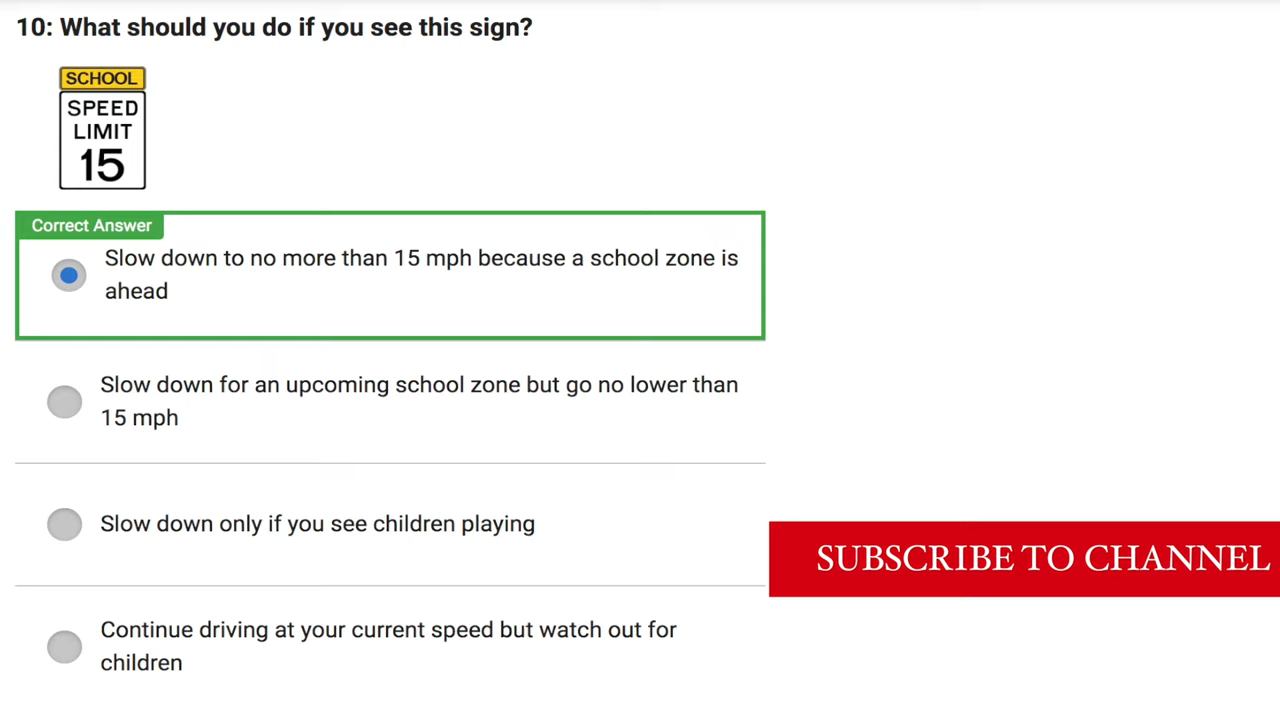 10: What should you do if you see this sign?
SCHOOL
SPEED
LIMIT
15
Correct Answer
Slow down to no more than 15 mph because a school zone is
ahead
Slow down for an upcoming school zone but go no lower than
15 mph
Slow down only if you see children playing
SUBSCRIBE TO CHANNEL
Continue driving at your current speed but watch out for
children